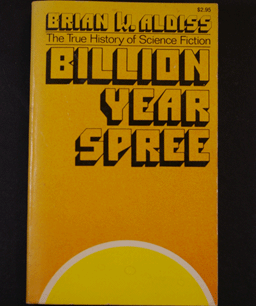 $2.95
BRIAN W. ALDISS
The True History of Science Fiction
BILLION
YEAR
SPREE